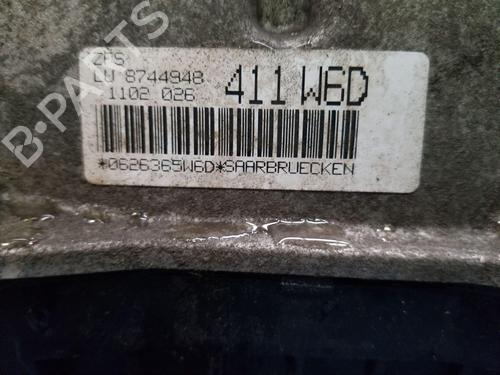 ZFS
LU 8744948
1102 026
411 W6D
*0626365W6D*SAARBRUECKEN
B-PARTS